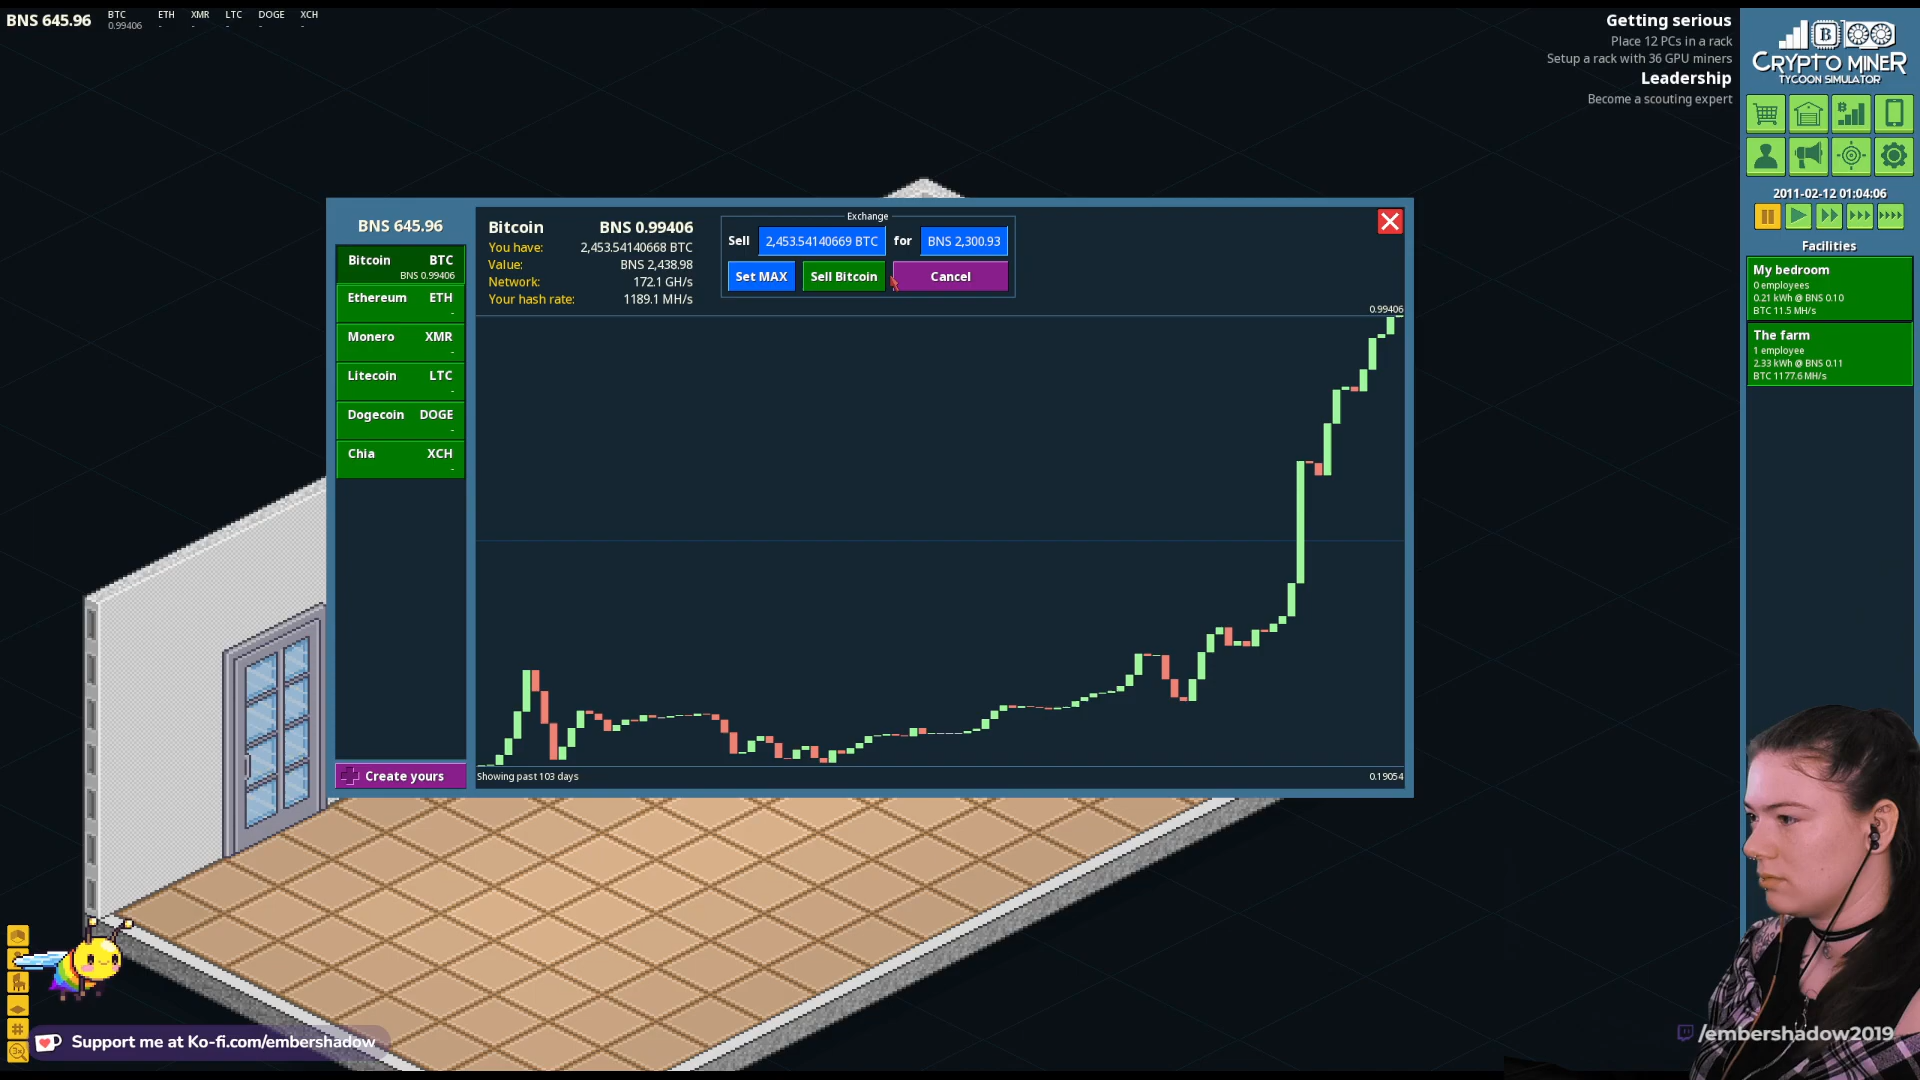 BNS 645.96
BTC ETH XMR LTC DOGE XCH
0.99406 - - - - -
Getting serious
Place 12 PCs in a rack
Setup a rack with 36 GPU miners
Leadership
Become a scouting expert
CRYPTO MINER
TYCOON SIMULATOR
2011-02-12 01:04:06
Facilities
My bedroom
0 employees
0.21 kWh @ BNS 0.10
BTC 11.5 MH/s
The farm
1 employee
2.33 kWh @ BNS 0.11
BTC 1177.6 MH/s
BNS 645.96
Bitcoin BTC
BNS 0.99406
Ethereum ETH
-
Monero XMR
-
Litecoin LTC
-
Dogecoin DOGE
-
Chia XCH
-
Create yours
Bitcoin BNS 0.99406
You have: 2,453.54140668 BTC
Value: BNS 2,438.98
Network: 172.1 GH/s
Your hash rate: 1189.1 MH/s
Exchange
Sell 2,453.54140669 BTC for BNS 2,300.93
Set MAX Sell Bitcoin Cancel
0.99406
Showing past 103 days 0.19054
Support me at Ko-fi.com/embershadow
/embershadow2019